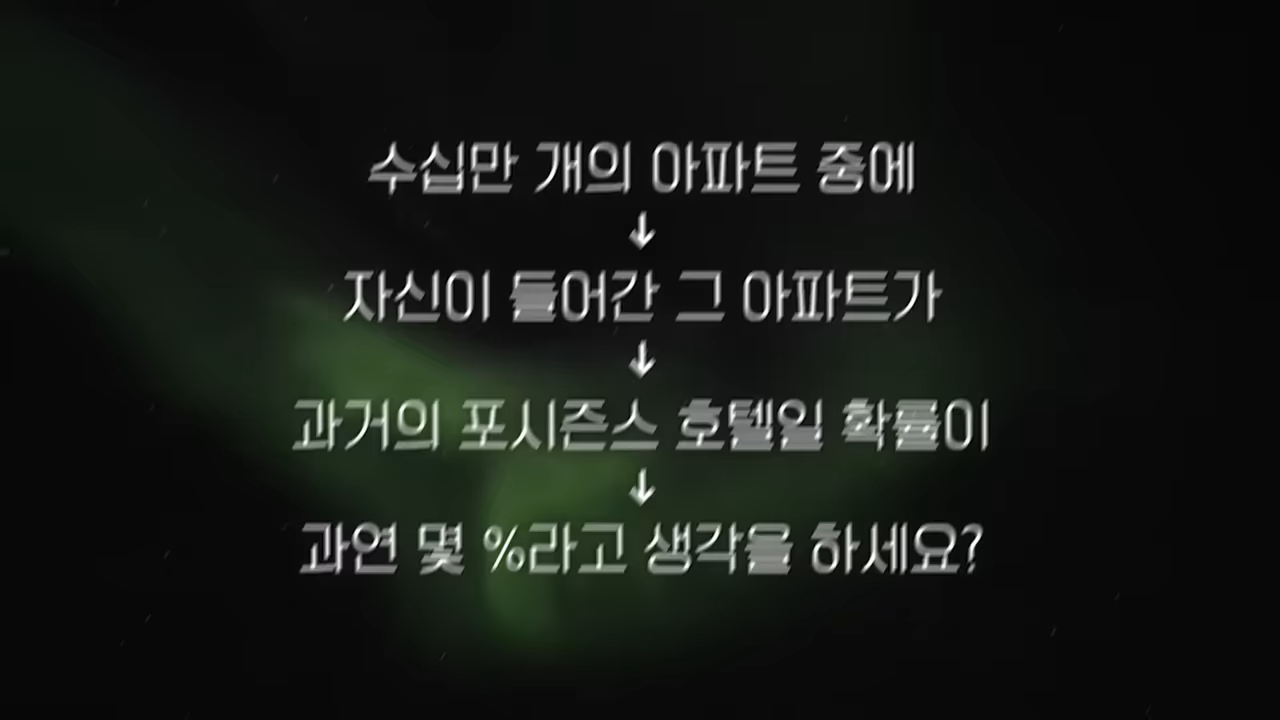 수십만 개의 아파트 중에
↓
자신이 들어간 그 아파트가
↓
과거의 포시즌스 호텔일 확률이
↓
과연 몇 %라고 생각을 하세요?